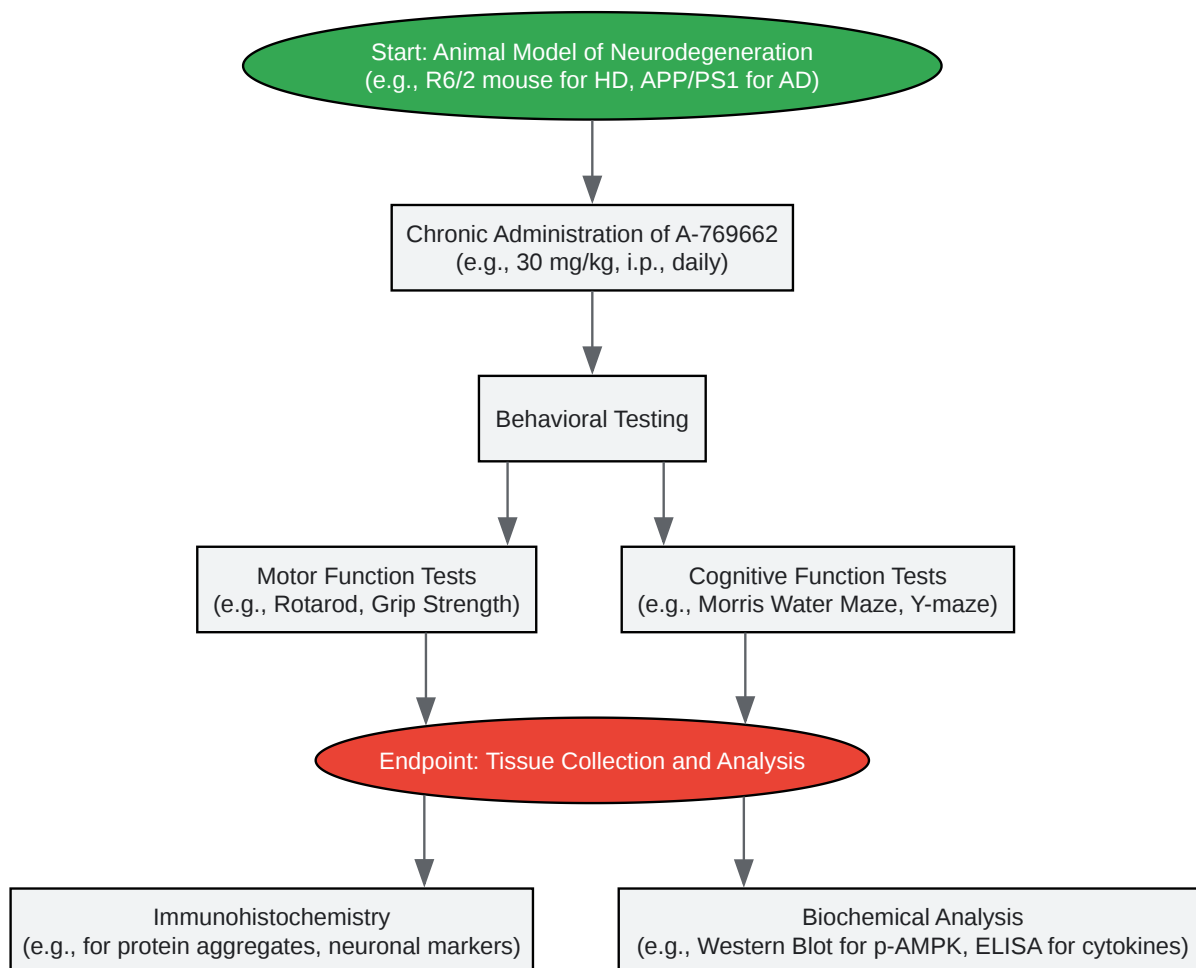 Start: Animal Model of Neurodegeneration
(e.g., R6/2 mouse for HD, APP/PS1 for AD)
Chronic Administration of A-769662
(e.g., 30 mg/kg, i.p., daily)
Behavioral Testing
Motor Function Tests
(e.g., Rotarod, Grip Strength)
Cognitive Function Tests
(e.g., Morris Water Maze, Y-maze)
Endpoint: Tissue Collection and Analysis
Immunohistochemistry
(e.g., for protein aggregates, neuronal markers)
Biochemical Analysis
(e.g., Western Blot for p-AMPK, ELISA for cytokines)